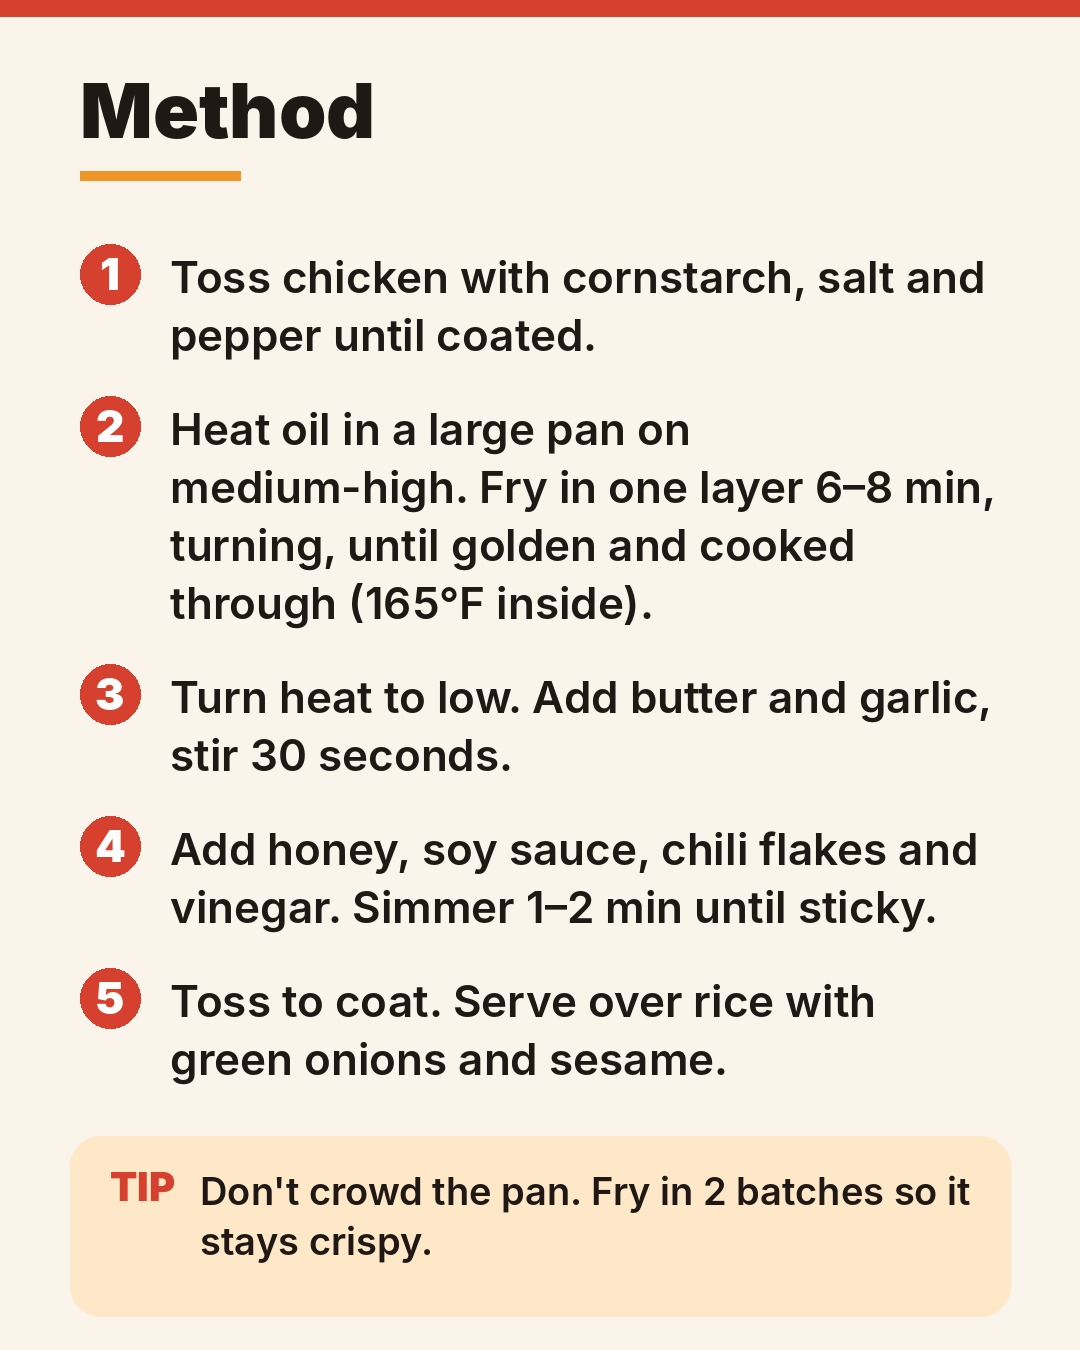 Method
1 Toss chicken with cornstarch, salt and
pepper until coated.
2 Heat oil in a large pan on
medium-high. Fry in one layer 6–8 min,
turning, until golden and cooked
through (165°F inside).
3 Turn heat to low. Add butter and garlic,
stir 30 seconds.
4 Add honey, soy sauce, chili flakes and
vinegar. Simmer 1–2 min until sticky.
5 Toss to coat. Serve over rice with
green onions and sesame.
TIP Don't crowd the pan. Fry in 2 batches so it
stays crispy.